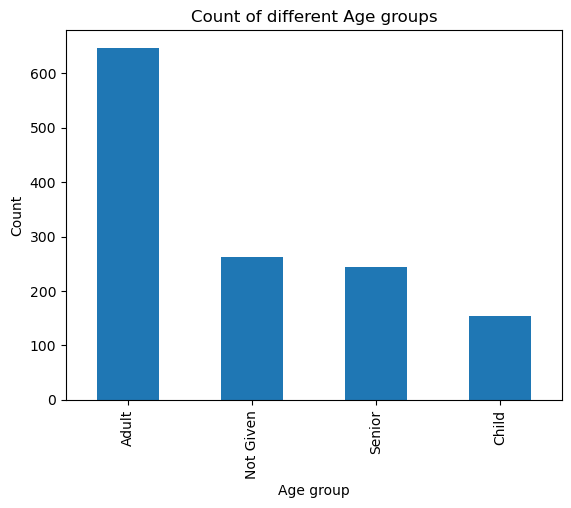 Count of different Age groups
Count
600
500
400
300
200
100
0
Adult
Not Given
Senior
Child
Age group